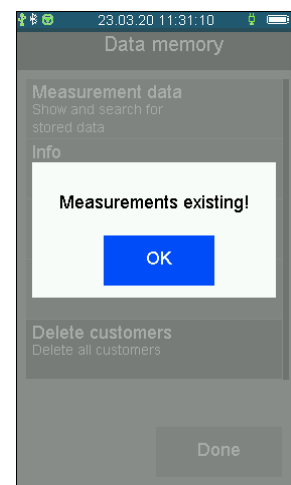 23.03.20 11:31:10
Data memory
Measurement data
Show and search for
stored data
Info
Measurements existing!
OK
Delete customers
Delete all customers
Done